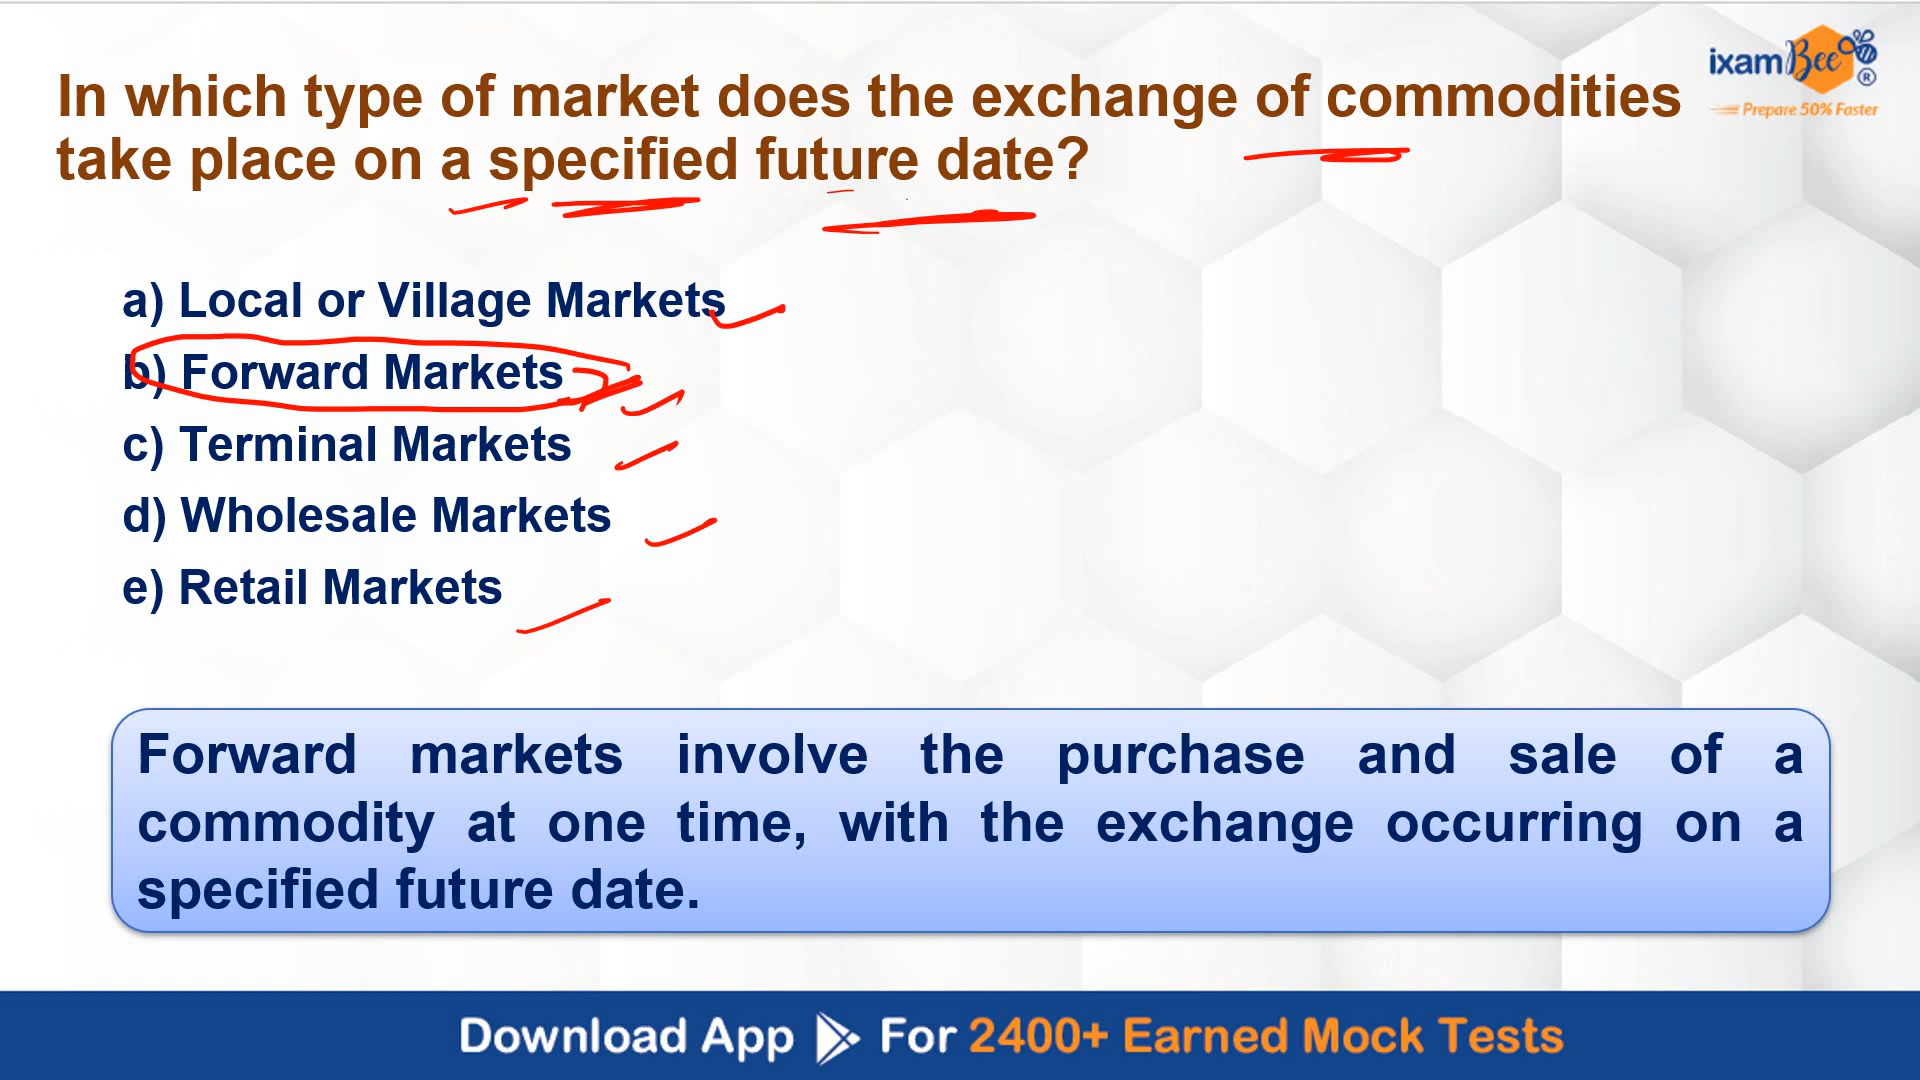 ixamBee®
Prepare 50% Faster
In which type of market does the exchange of commodities
take place on a specified future date?
a) Local or Village Markets
b) Forward Markets
c) Terminal Markets
d) Wholesale Markets
e) Retail Markets
Forward markets involve the purchase and sale of a
commodity at one time, with the exchange occurring on a
specified future date.
Download App For 2400+ Earned Mock Tests